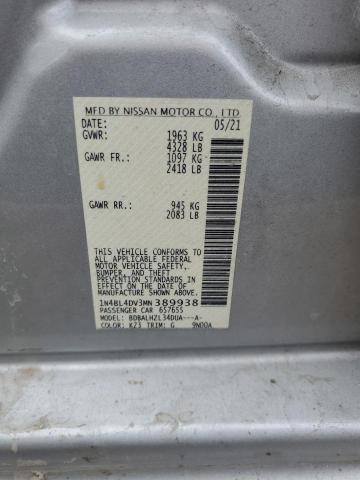 MFD BY NISSAN MOTOR CO., LTD
DATE: 05/21
GVWR: 1963 KG
4328 LB
GAWR FR.: 1097 KG
2418 LB
GAWR RR.: 945 KG
2083 LB
THIS VEHICLE CONFORMS TO ALL
APPLICABLE FEDERAL MOTOR VEHICLE SAFETY,
BUMPER, AND THEFT PREVENTION
STANDARDS IN EFFECT ON THE DATE
OF MANUFACTURE SHOWN ABOVE.
1N4BL4DV3MN389938
PASSENGER CAR 657655
MODEL: BDBALHZL34DUA---A-
COLOR: KZ3 TRIM: G 9N00A